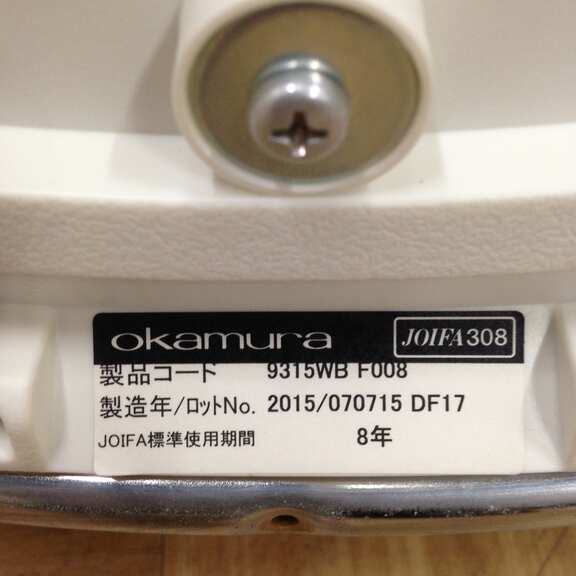 okamura JOIFA308
製品コード 9315WB F008
製造年/ロットNo. 2015/070715 DF17
JOIFA標準使用期間 8年